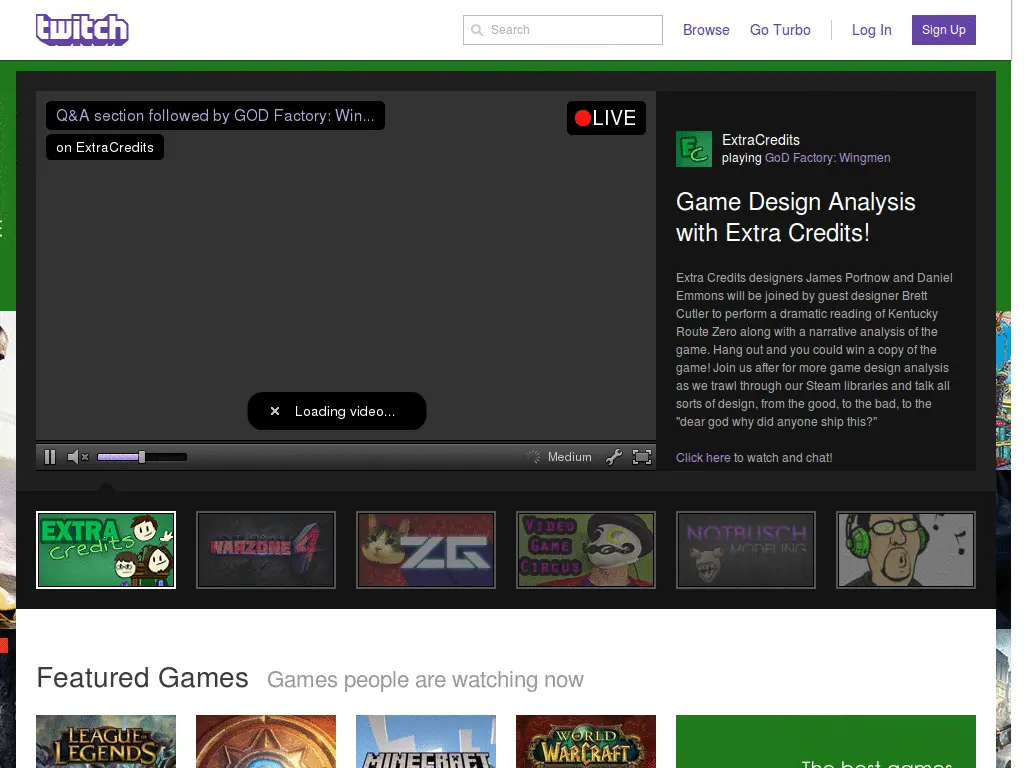 twitch
Search
Browse
Go Turbo
Log In
Sign Up
Q&A section followed by GOD Factory: Win...
on ExtraCredits
LIVE
ExtraCredits
playing GoD Factory: Wingmen
Game Design Analysis
with Extra Credits!
Extra Credits designers James Portnow and Daniel
Emmons will be joined by guest designer Brett
Cutler to perform a dramatic reading of Kentucky
Route Zero along with a narrative analysis of the
game. Hang out and you could win a copy of the
game! Join us after for more game design analysis
as we trawl through our Steam libraries and talk all
sorts of design, from the good, to the bad, to the
"dear god why did anyone ship this?"
Click here to watch and chat!
Loading video...
Medium
EXTRA
Credits
WARZONE 4
ZG
VIDEO
GAME
CIRCUS
NOTBUSCH
MODELING
Featured Games
Games people are watching now
LEAGUE of
LEGENDS
MINECRAFT
WORLD
WARCRAFT
The best games